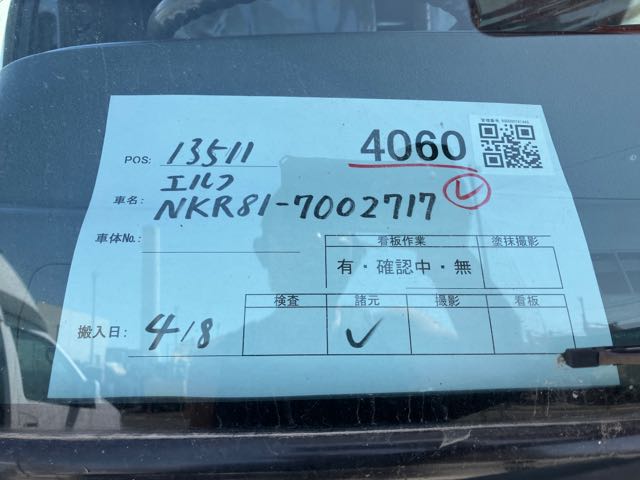 POS: 13511 4060
エルフ
車名: NKR81-7002717
車体No.:
看板作業 塗抹撮影
有・確認中・無
検査 諸元 撮影 看板
搬入日: 4/8 ✓